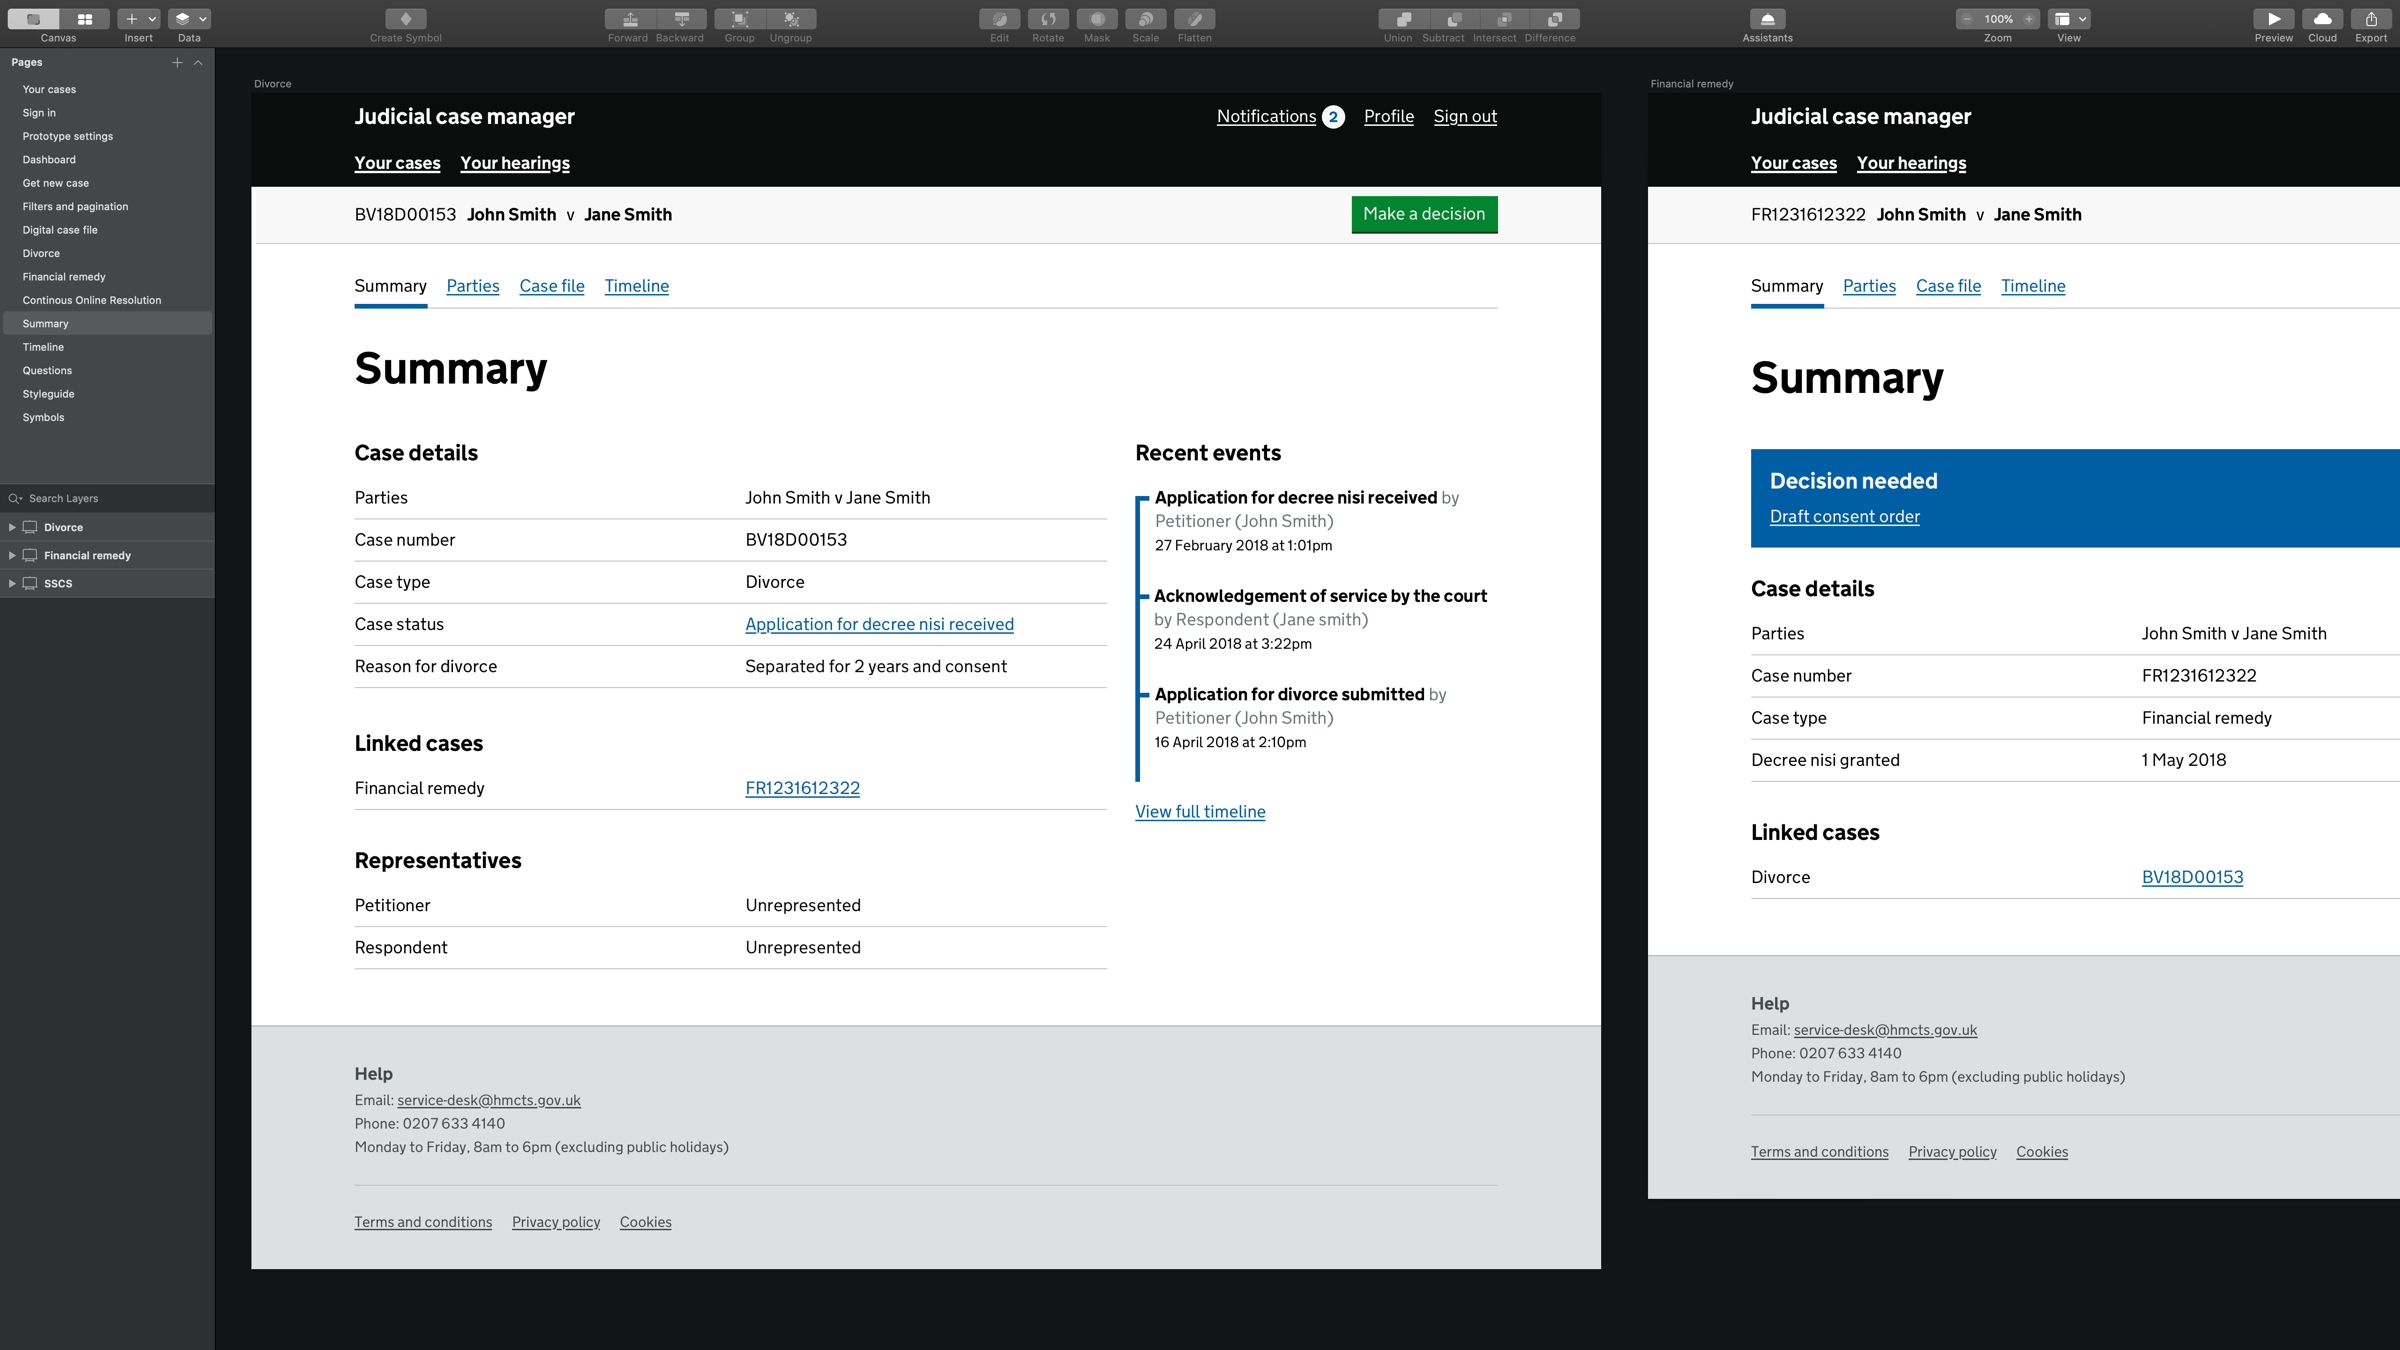 Canvas
Insert
Data
Create Symbol
Forward
Backward
Group
Ungroup
Edit
Rotate
Mask
Scale
Flatten
Union
Subtract
Intersect
Difference
Assistants
100%
Zoom
View
Preview
Cloud
Export
Pages
Your cases
Sign in
Prototype settings
Dashboard
Get new case
Filters and pagination
Digital case file
Divorce
Financial remedy
Continous Online Resolution
Summary
Timeline
Questions
Styleguide
Symbols
Search Layers
Divorce
Financial remedy
SSCS
Divorce
Judicial case manager
Notifications 2 Profile Sign out
Your cases Your hearings
BV18D00153 John Smith v Jane Smith
Make a decision
Summary Parties Case file Timeline
Summary
Case details
Parties John Smith v Jane Smith
Case number BV18D00153
Case type Divorce
Case status Application for decree nisi received
Reason for divorce Separated for 2 years and consent
Linked cases
Financial remedy FR1231612322
Representatives
Petitioner Unrepresented
Respondent Unrepresented
Recent events
Application for decree nisi received by
Petitioner (John Smith)
27 February 2018 at 1:01pm
Acknowledgement of service by the court
by Respondent (Jane smith)
24 April 2018 at 3:22pm
Application for divorce submitted by
Petitioner (John Smith)
16 April 2018 at 2:10pm
View full timeline
Help
Email: service-desk@hmcts.gov.uk
Phone: 0207 633 4140
Monday to Friday, 8am to 6pm (excluding public holidays)
Terms and conditions Privacy policy Cookies
Financial remedy
Judicial case manager
Your cases Your hearings
FR1231612322 John Smith v Jane Smith
Summary Parties Case file Timeline
Summary
Decision needed
Draft consent order
Case details
Parties John Smith v Jane Smith
Case number FR1231612322
Case type Financial remedy
Decree nisi granted 1 May 2018
Linked cases
Divorce BV18D00153
Help
Email: service-desk@hmcts.gov.uk
Phone: 0207 633 4140
Monday to Friday, 8am to 6pm (excluding public holidays)
Terms and conditions Privacy policy Cookies